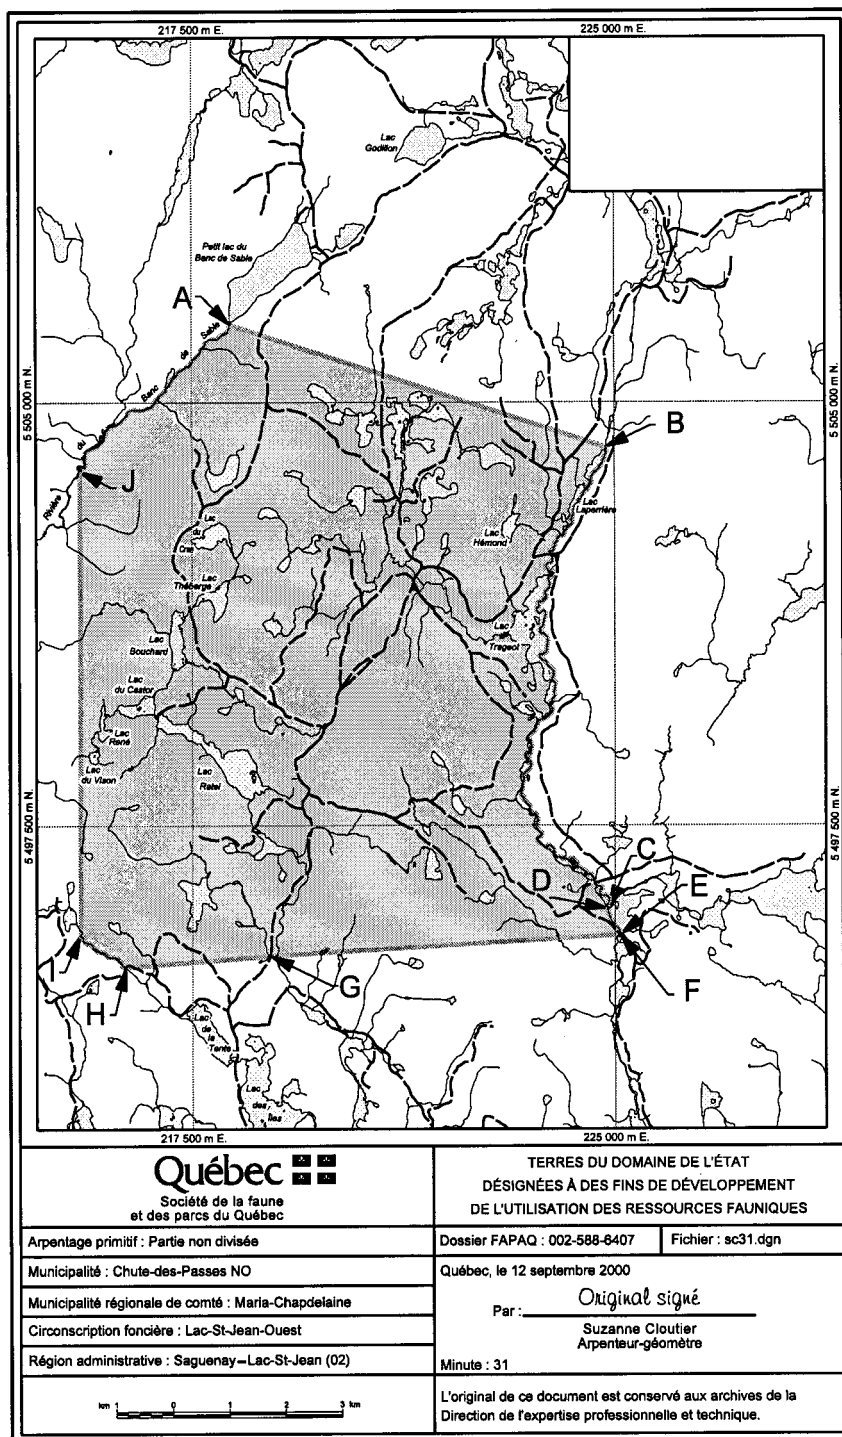 217 500 m E.
225 000 m E.
Lac
Godillon
Petit lac du
Banc de Sable
A
Rivière du Banc de Sable
5 505 000 m N.
5 505 000 m N.
B
J
Lac
Laperrière
Lac
du
Crie
Lac
Hémond
Lac
Théberge
Lac
Bouchard
Lac
Trageol
Lac
du Castor
Lac
René
Lac
du Vison
Lac
Ratel
5 497 500 m N.
5 497 500 m N.
C
D
E
I
G
F
H
Lac
de la
Tente
Lac
des
Îles
217 500 m E.
225 000 m E.
Québec
Société de la faune
et des parcs du Québec
TERRES DU DOMAINE DE L'ÉTAT
DÉSIGNÉES À DES FINS DE DÉVELOPPEMENT
DE L'UTILISATION DES RESSOURCES FAUNIQUES
Arpentage primitif : Partie non divisée
Dossier FAPAQ : 002-588-6407
Fichier : sc31.dgn
Municipalité : Chute-des-Passes NO
Québec, le 12 septembre 2000
Municipalité régionale de comté : Maria-Chapdelaine
Par : Original signé
Suzanne Cloutier
Arpenteur-géomètre
Circonscription foncière : Lac-St-Jean-Ouest
Région administrative : Saguenay–Lac-St-Jean (02)
Minute : 31
km 1 0 1 2 3 km
L'original de ce document est conservé aux archives de la
Direction de l'expertise professionnelle et technique.